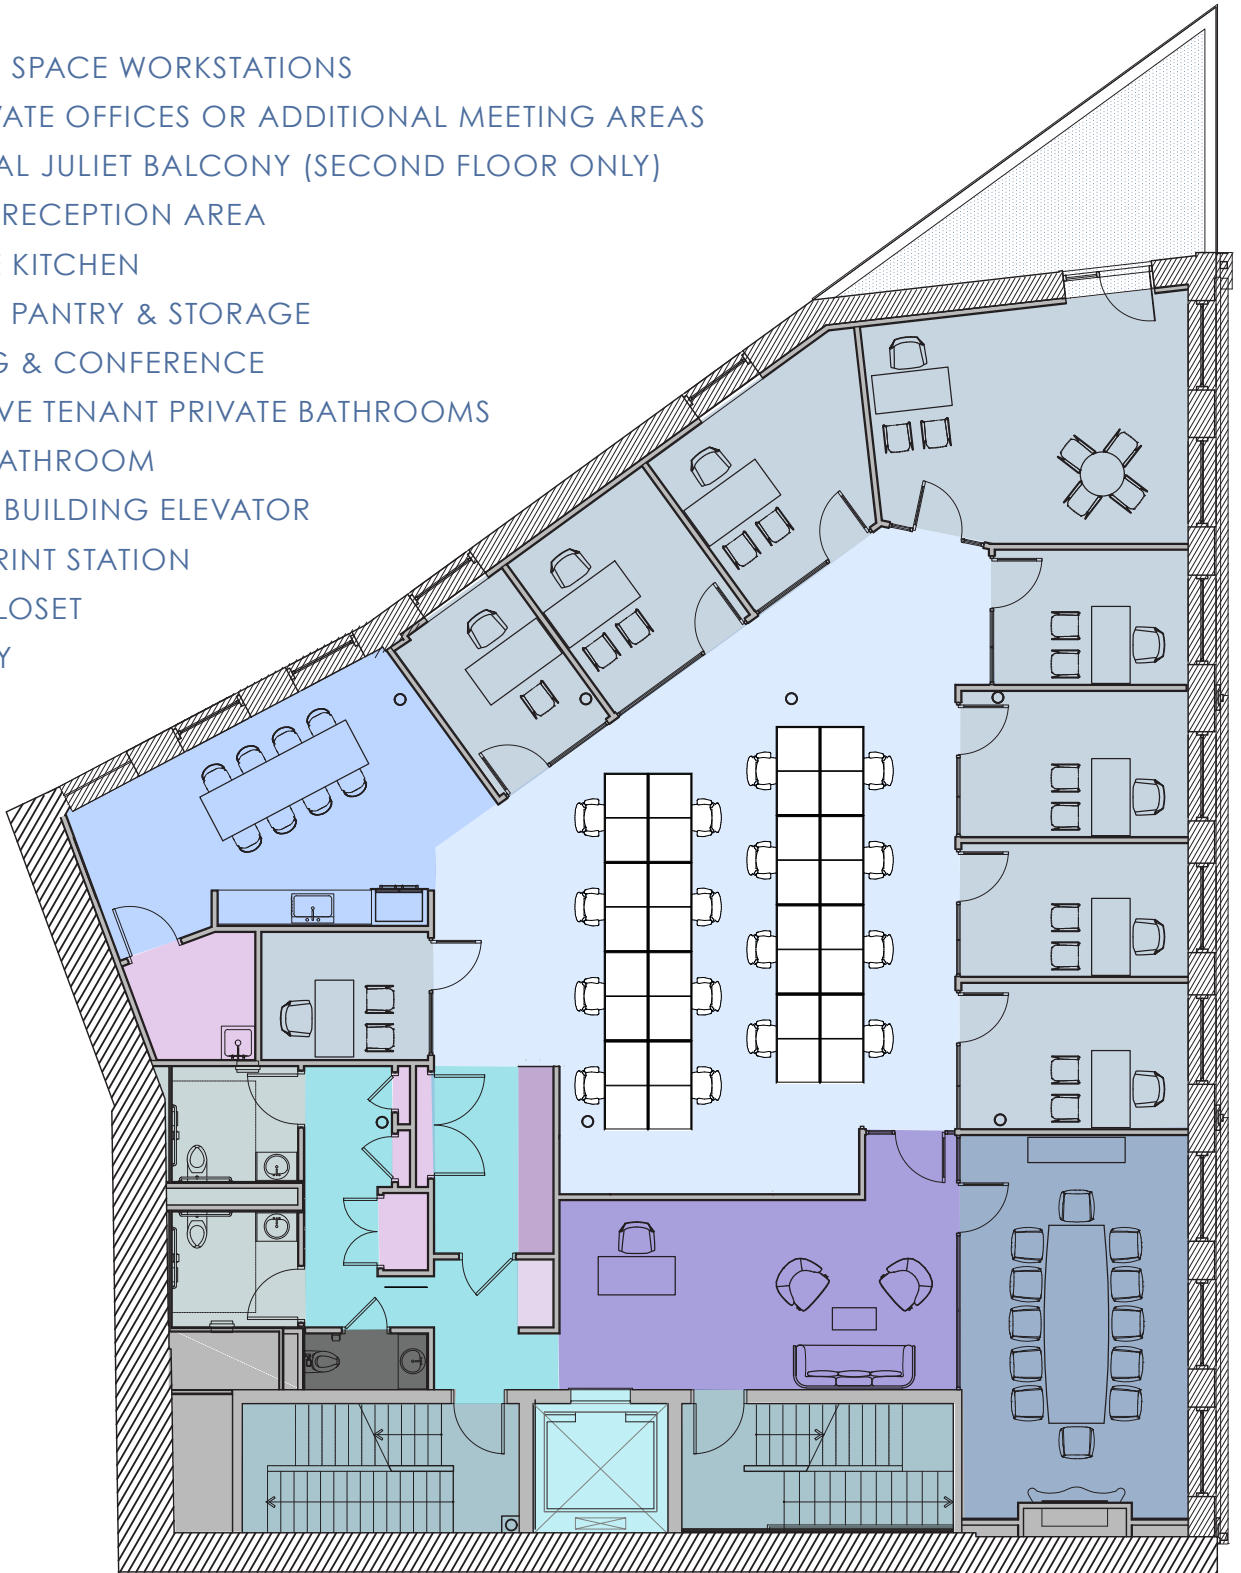 SPACE WORKSTATIONS
VATE OFFICES OR ADDITIONAL MEETING AREAS
AL JULIET BALCONY (SECOND FLOOR ONLY)
RECEPTION AREA
KITCHEN
PANTRY & STORAGE
G & CONFERENCE
VE TENANT PRIVATE BATHROOMS
ATHROOM
BUILDING ELEVATOR
RINT STATION
LOSET
Y